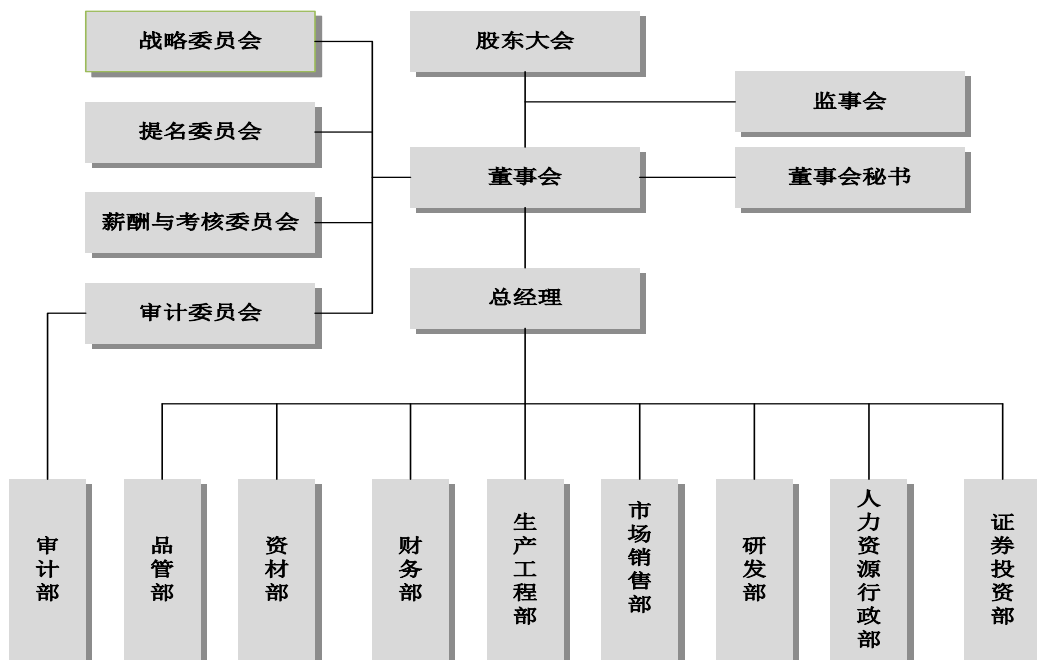 战略委员会
股东大会
监事会
提名委员会
董事会
董事会秘书
薪酬与考核委员会
总经理
审计委员会
审计部
品管部
资材部
财务部
生产工程部
市场销售部
研发部
人力资源行政部
证券投资部